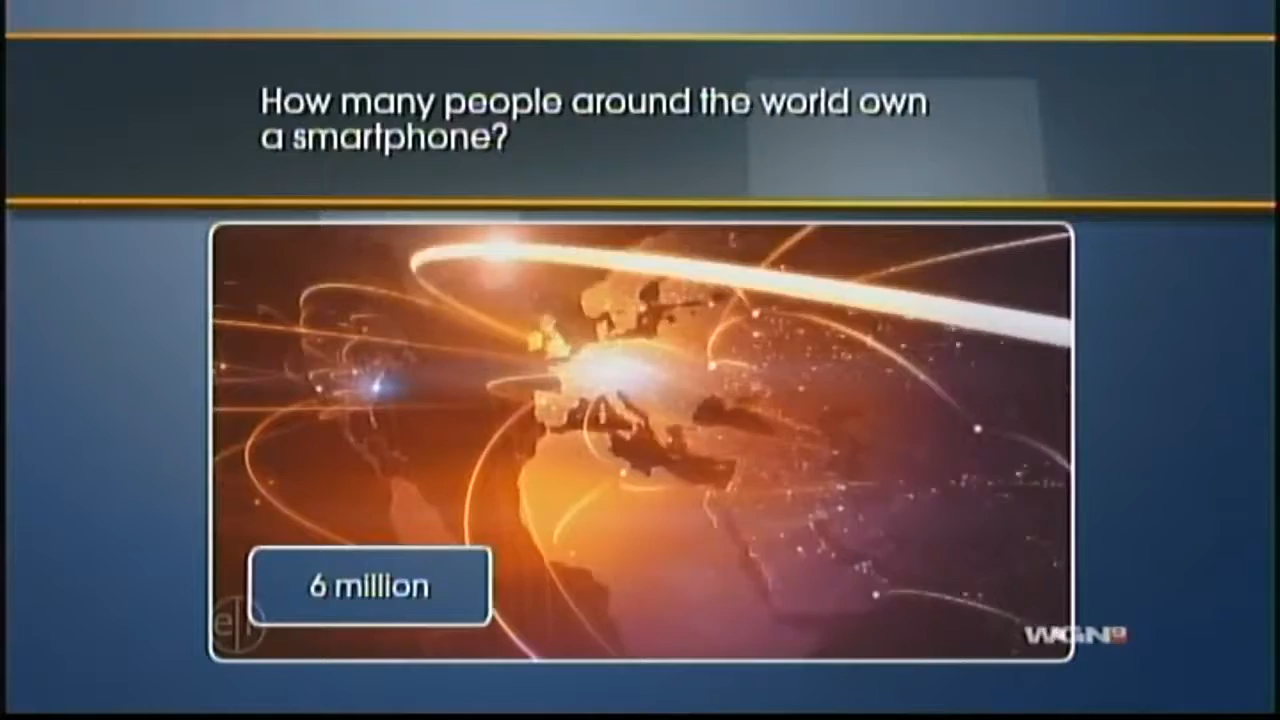 How many people around the world own
a smartphone?
6 million
e/i
WGN9